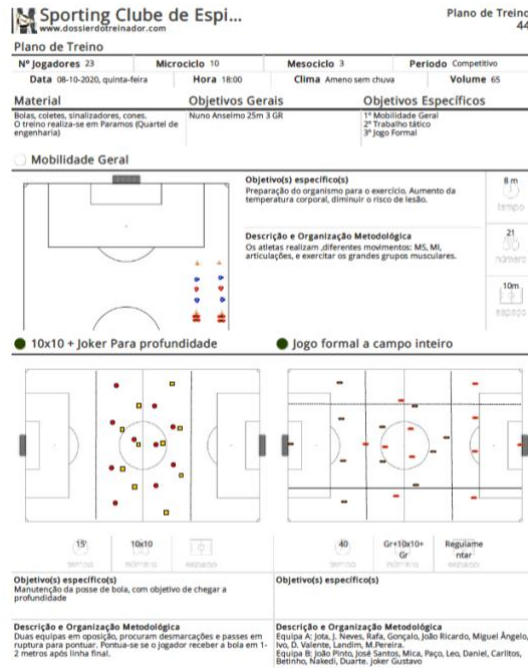 Sporting Clube de Espi...
www.dossierdotreinador.com
Plano de Treino
44
Plano de Treino
Nº Jogadores 23 Microciclo 10 Mesociclo 3 Período Competitivo
Data 08-10-2020, quinta-feira Hora 18:00 Clima Ameno sem chuva Volume 65
Material Objetivos Gerais Objetivos Específicos
Bolas, coletes, sinalizadores, cones.
O treino realiza-se em Paramos (Quartel de
engenharia)
Nuno Anselmo 25m 3 GR
1º Mobilidade Geral
2º Trabalho tático
3º Jogo Formal
Mobilidade Geral
Objetivo(s) específico(s)
Preparação do organismo para o exercício. Aumento da
temperatura corporal, diminuir o risco de lesão.
Descrição e Organização Metodológica
Os atletas realizam ,diferentes movimentos: MS, MI,
articulações, e exercitar os grandes grupos musculares.
8 m
tempo
21
número
10m
espaço
10x10 + Joker Para profundidade
Jogo formal a campo inteiro
15' 10x10
tempo número espaço
40 Gr+10x10+
Gr
Regulame
ntar
tempo número espaço
Objetivo(s) específico(s)
Manutenção da posse de bola, com objetivo de chegar a
profundidade
Objetivo(s) específico(s)
Descrição e Organização Metodológica
Duas equipas em oposição, procuram desmarcações e passes em
ruptura para pontuar. Pontua-se se o jogador receber a bola em 1-
2 metros após linha final.
Descrição e Organização Metodológica
Equipa A: Jota, J. Neves, Rafa, Gonçalo, João Ricardo, Miguel Ângelo,
Ivo, D. Valente, Landim, M.Pereira.
Equipa B: João Pinto, José Santos, Mica, Paço, Leo, Daniel, Carlitos,
Betinho, Nakedi, Duarte. Joker Gustavo